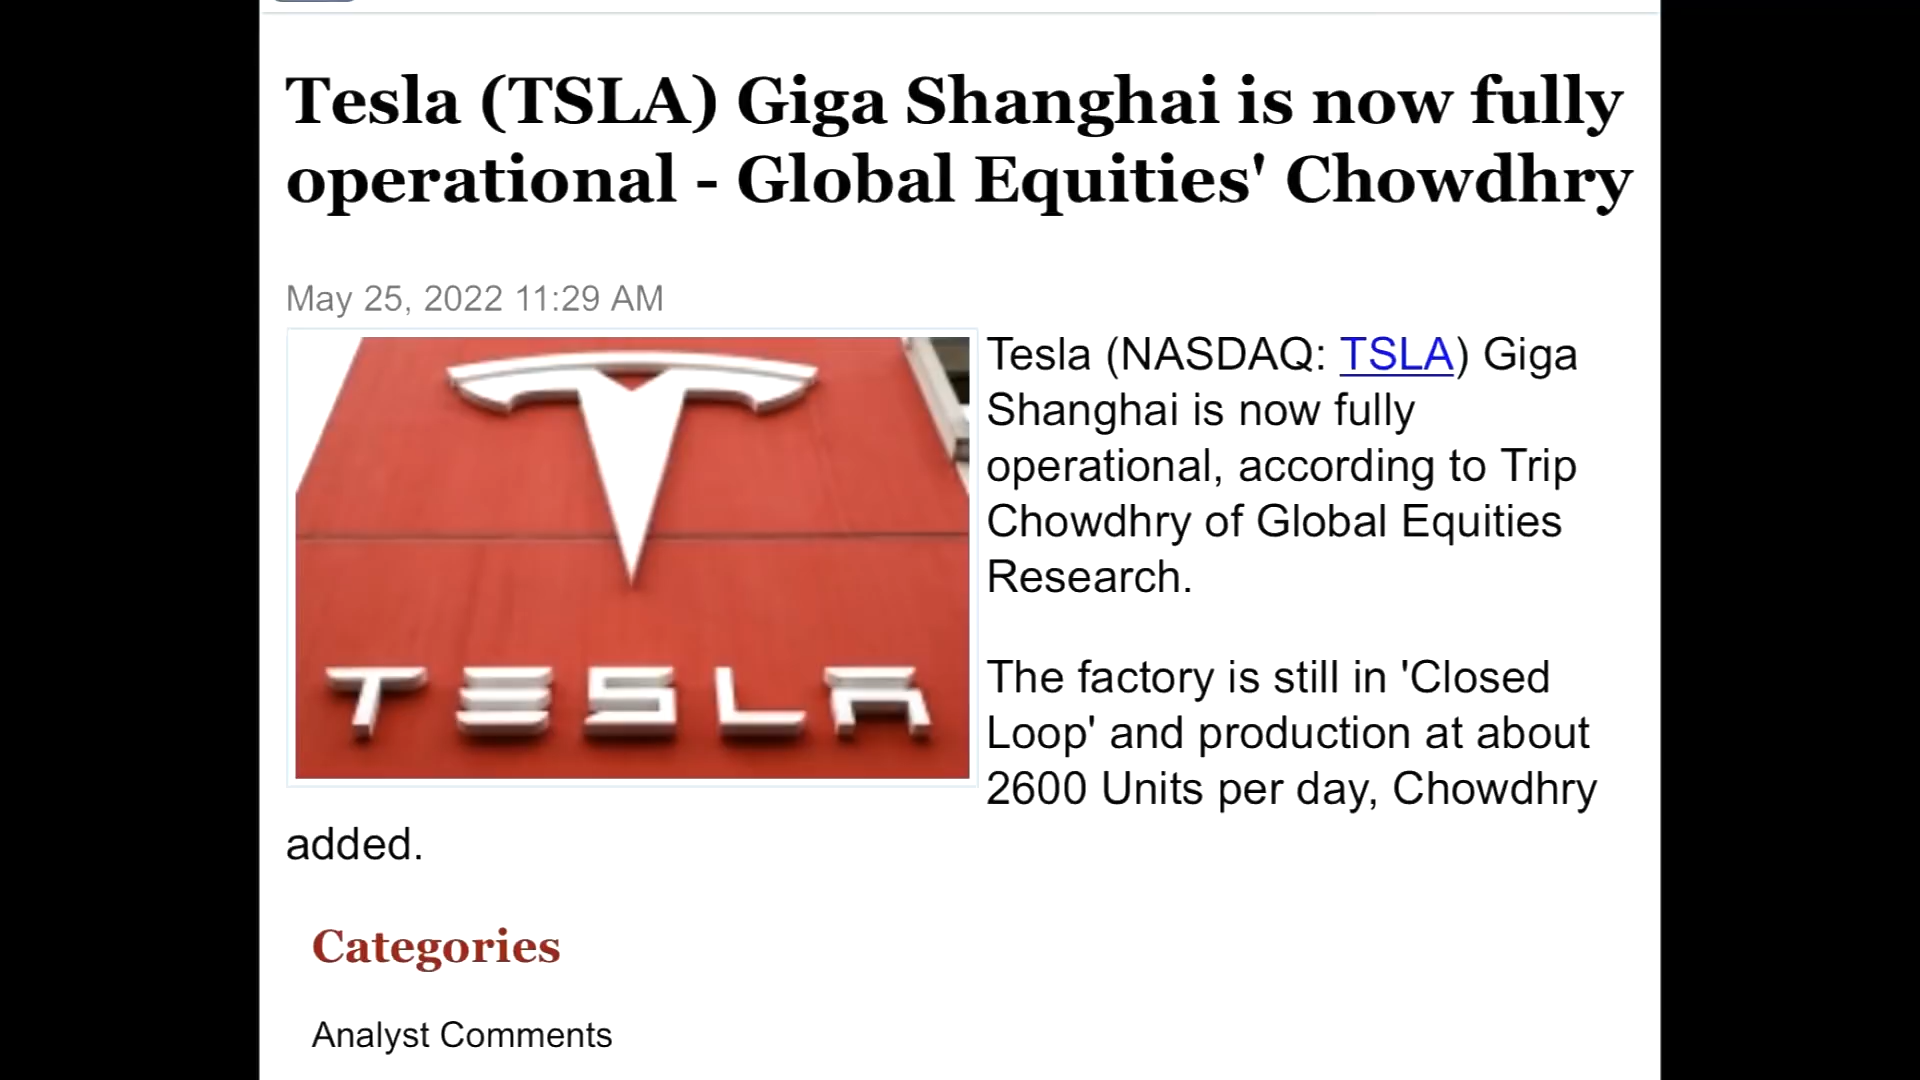 Tesla (TSLA) Giga Shanghai is now fully
operational - Global Equities' Chowdhry
May 25, 2022 11:29 AM
TESLA
Tesla (NASDAQ: TSLA) Giga
Shanghai is now fully
operational, according to Trip
Chowdhry of Global Equities
Research.
The factory is still in 'Closed
Loop' and production at about
2600 Units per day, Chowdhry
added.
Categories
Analyst Comments